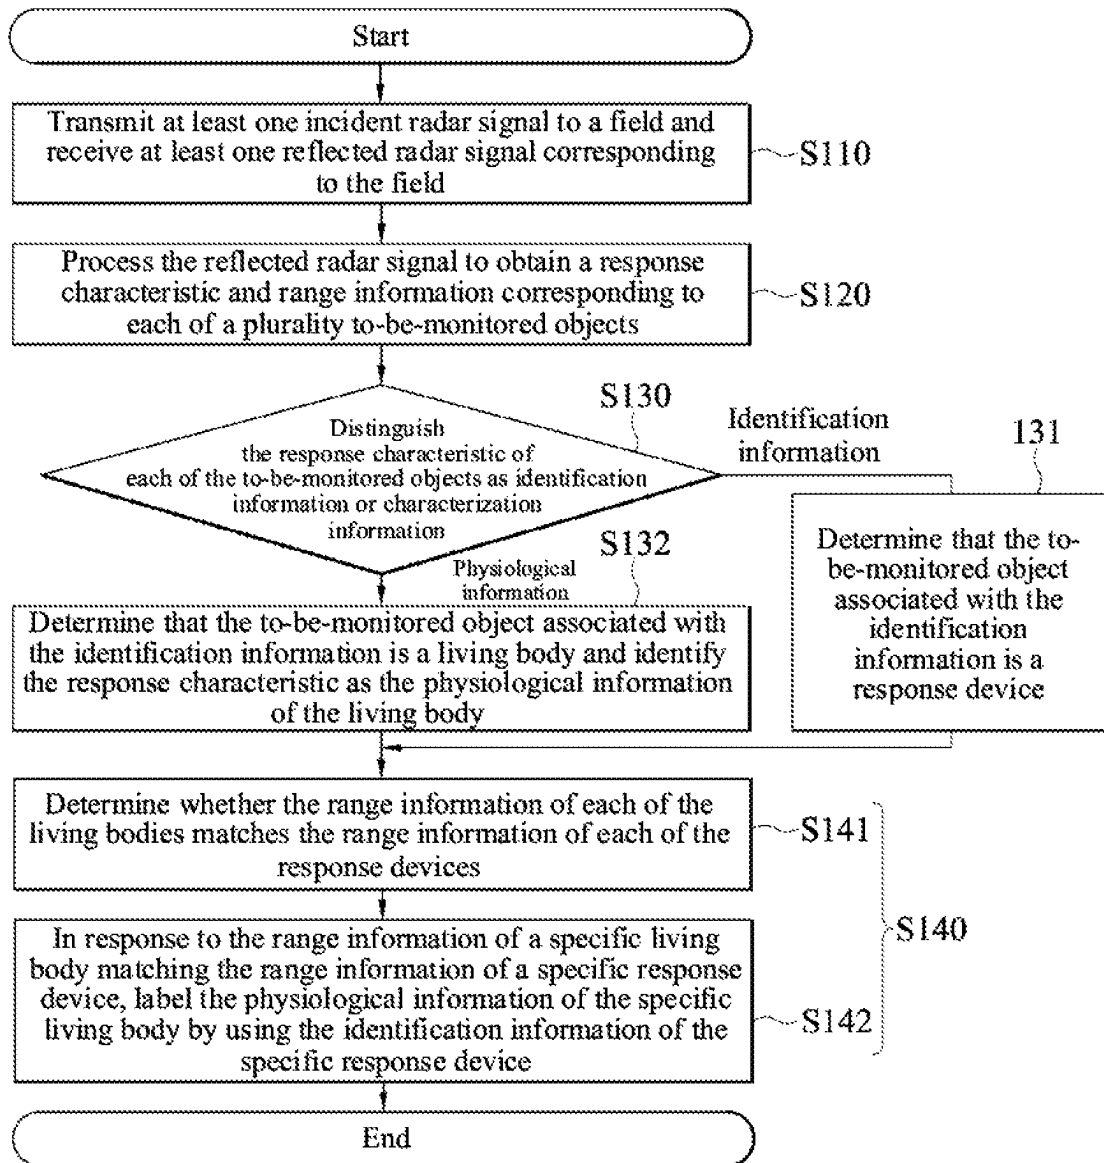 Start
Transmit at least one incident radar signal to a field and
receive at least one reflected radar signal corresponding
to the field
S110
Process the reflected radar signal to obtain a response
characteristic and range information corresponding to
each of a plurality to-be-monitored objects
S120
S130
Distinguish
the response characteristic of
each of the to-be-monitored objects as identification
information or characterization
information
Identification
information
131
Determine that the to-
be-monitored object
associated with the
identification
information is a
response device
Physiological
information
S132
Determine that the to-be-monitored object associated with
the identification information is a living body and identify
the response characteristic as the physiological information
of the living body
Determine whether the range information of each of the
living bodies matches the range information of each of the
response devices
S141
In response to the range information of a specific living
body matching the range information of a specific response
device, label the physiological information of the specific
living body by using the identification information of the
specific response device
S142
S140
End